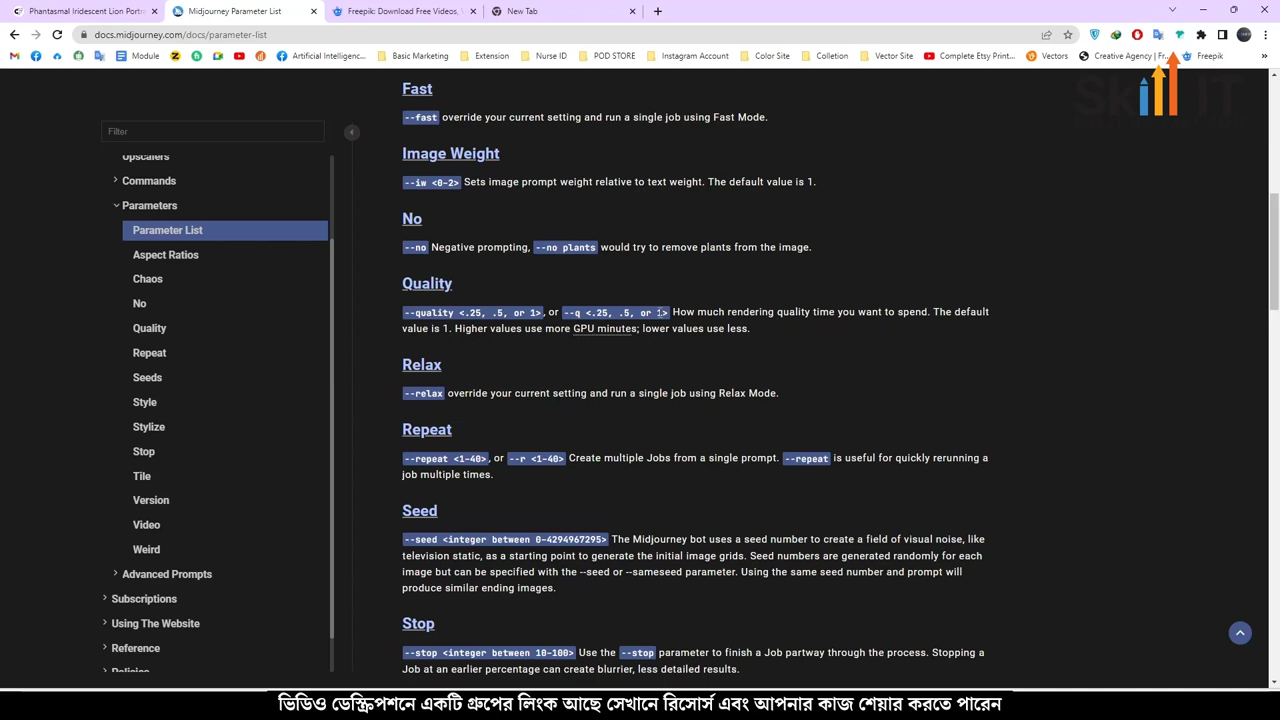 Phantasmal Iridescent Lion Portra
Midjourney Parameter List
Freepik: Download Free Videos, V
New Tab
docs.midjourney.com/docs/parameter-list
Module
Artificial Intelligenc...
Basic Marketing
Extension
Nurse ID
POD STORE
Instagram Account
Color Site
Colletion
Vector Site
Complete Etsy Print...
Vectors
Creative Agency | Fr...
Freepik
Skill IT
Filter
Upscalers
Commands
Parameters
Parameter List
Aspect Ratios
Chaos
No
Quality
Repeat
Seeds
Style
Stylize
Stop
Tile
Version
Video
Weird
Advanced Prompts
Subscriptions
Using The Website
Reference
Policies
Fast
--fast override your current setting and run a single job using Fast Mode.
Image Weight
--iw <0-2> Sets image prompt weight relative to text weight. The default value is 1.
No
--no Negative prompting, --no plants would try to remove plants from the image.
Quality
--quality <.25, .5, or 1>, or --q <.25, .5, or 1> How much rendering quality time you want to spend. The default
value is 1. Higher values use more GPU minutes; lower values use less.
Relax
--relax override your current setting and run a single job using Relax Mode.
Repeat
--repeat <1-40>, or --r <1-40> Create multiple Jobs from a single prompt. --repeat is useful for quickly rerunning a
job multiple times.
Seed
--seed <integer between 0-4294967295> The Midjourney bot uses a seed number to create a field of visual noise, like
television static, as a starting point to generate the initial image grids. Seed numbers are generated randomly for each
image but can be specified with the --seed or --sameseed parameter. Using the same seed number and prompt will
produce similar ending images.
Stop
--stop <integer between 10-100> Use the --stop parameter to finish a Job partway through the process. Stopping a
Job at an earlier percentage can create blurrier, less detailed results.
ভিডিও ডেস্ক্রিপশনে একটি গ্রুপের লিংক আছে সেখানে রিসোর্স এবং আপনার কাজ শেয়ার করতে পারেন